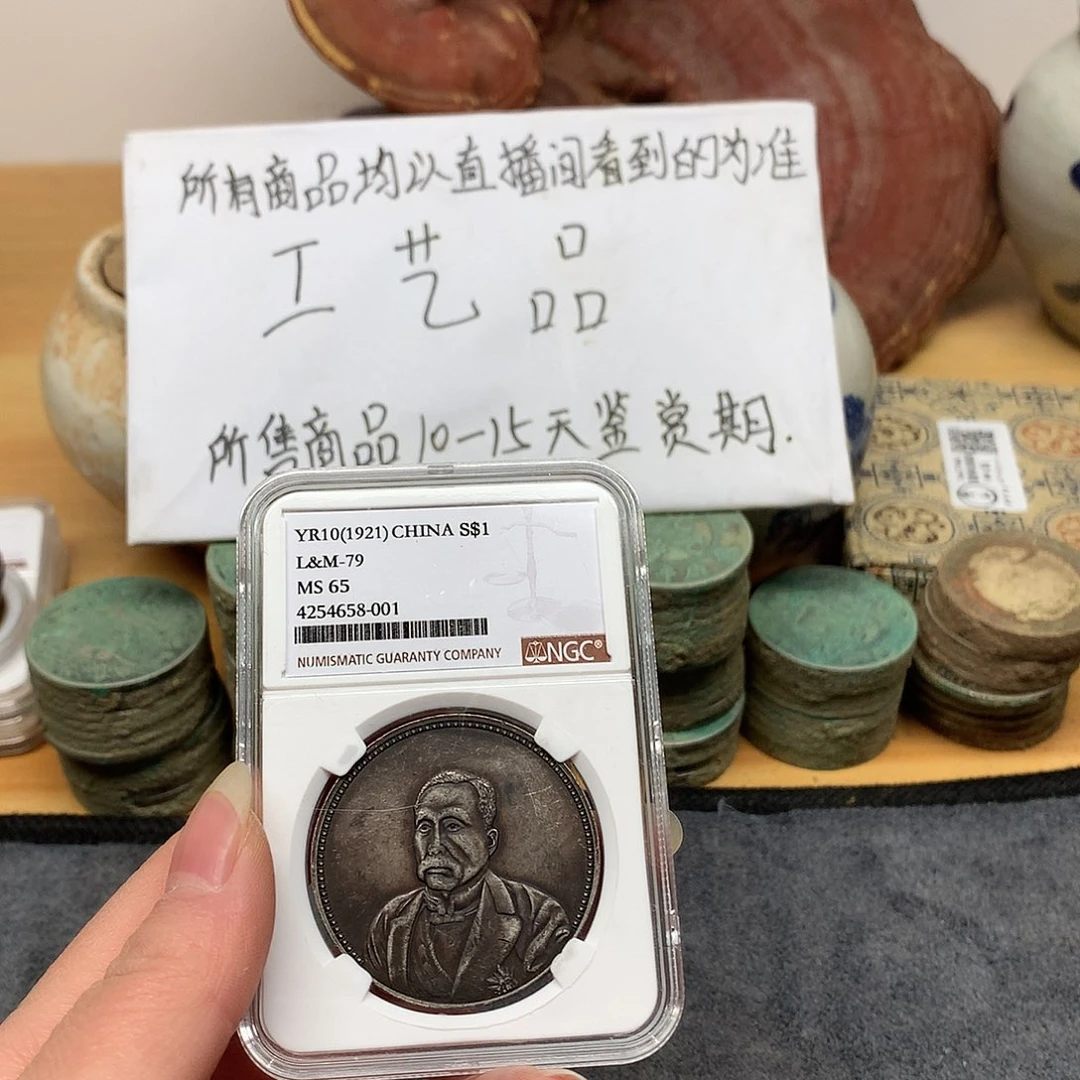 所有商品均以直播间看到的为准
工艺品
所售商品10-15天鉴赏期.
YR10(1921) CHINA S$1
L&M-79
MS 65
4254658-001
NUMISMATIC GUARANTY COMPANY
NGC®